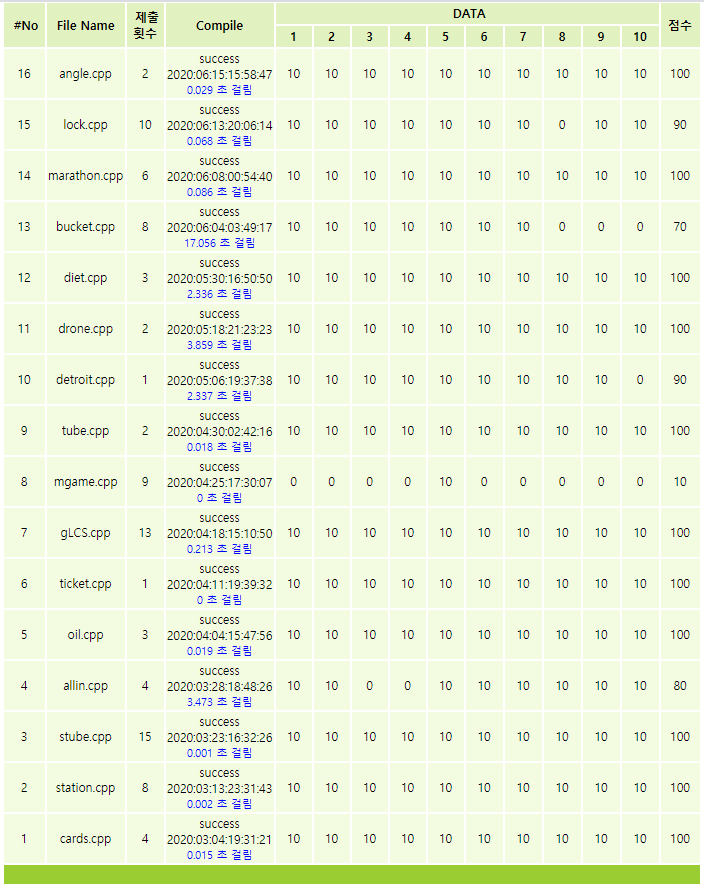 #No File Name 제출 횟수 Compile DATA 점수
1 2 3 4 5 6 7 8 9 10
16 angle.cpp 2 success 10 10 10 10 10 10 10 10 10 10 100
2020:06:15:15:58:47
0.029 초 걸림
15 lock.cpp 10 success 10 10 10 10 10 10 10 0 10 10 90
2020:06:13:20:06:14
0.068 초 걸림
14 marathon.cpp 6 success 10 10 10 10 10 10 10 10 10 10 100
2020:06:08:00:54:40
0.086 초 걸림
13 bucket.cpp 8 success 10 10 10 10 10 10 10 0 0 0 70
2020:06:04:03:49:17
17.056 초 걸림
12 diet.cpp 3 success 10 10 10 10 10 10 10 10 10 10 100
2020:05:30:16:50:50
2.336 초 걸림
11 drone.cpp 2 success 10 10 10 10 10 10 10 10 10 10 100
2020:05:18:21:23:23
3.859 초 걸림
10 detroit.cpp 1 success 10 10 10 10 10 10 10 10 10 0 90
2020:05:06:19:37:38
2.337 초 걸림
9 tube.cpp 2 success 10 10 10 10 10 10 10 10 10 10 100
2020:04:30:02:42:16
0.018 초 걸림
8 mgame.cpp 9 success 0 0 0 0 10 0 0 0 0 0 10
2020:04:25:17:30:07
0 초 걸림
7 gLCS.cpp 13 success 10 10 10 10 10 10 10 10 10 10 100
2020:04:18:15:10:50
0.213 초 걸림
6 ticket.cpp 1 success 10 10 10 10 10 10 10 10 10 10 100
2020:04:11:19:39:32
0 초 걸림
5 oil.cpp 3 success 10 10 10 10 10 10 10 10 10 10 100
2020:04:04:15:47:56
0.019 초 걸림
4 allin.cpp 4 success 10 10 0 0 10 10 10 10 10 10 80
2020:03:28:18:48:26
3.473 초 걸림
3 stube.cpp 15 success 10 10 10 10 10 10 10 10 10 10 100
2020:03:23:16:32:26
0.001 초 걸림
2 station.cpp 8 success 10 10 10 10 10 10 10 10 10 10 100
2020:03:13:23:31:43
0.002 초 걸림
1 cards.cpp 4 success 10 10 10 10 10 10 10 10 10 10 100
2020:03:04:19:31:21
0.015 초 걸림